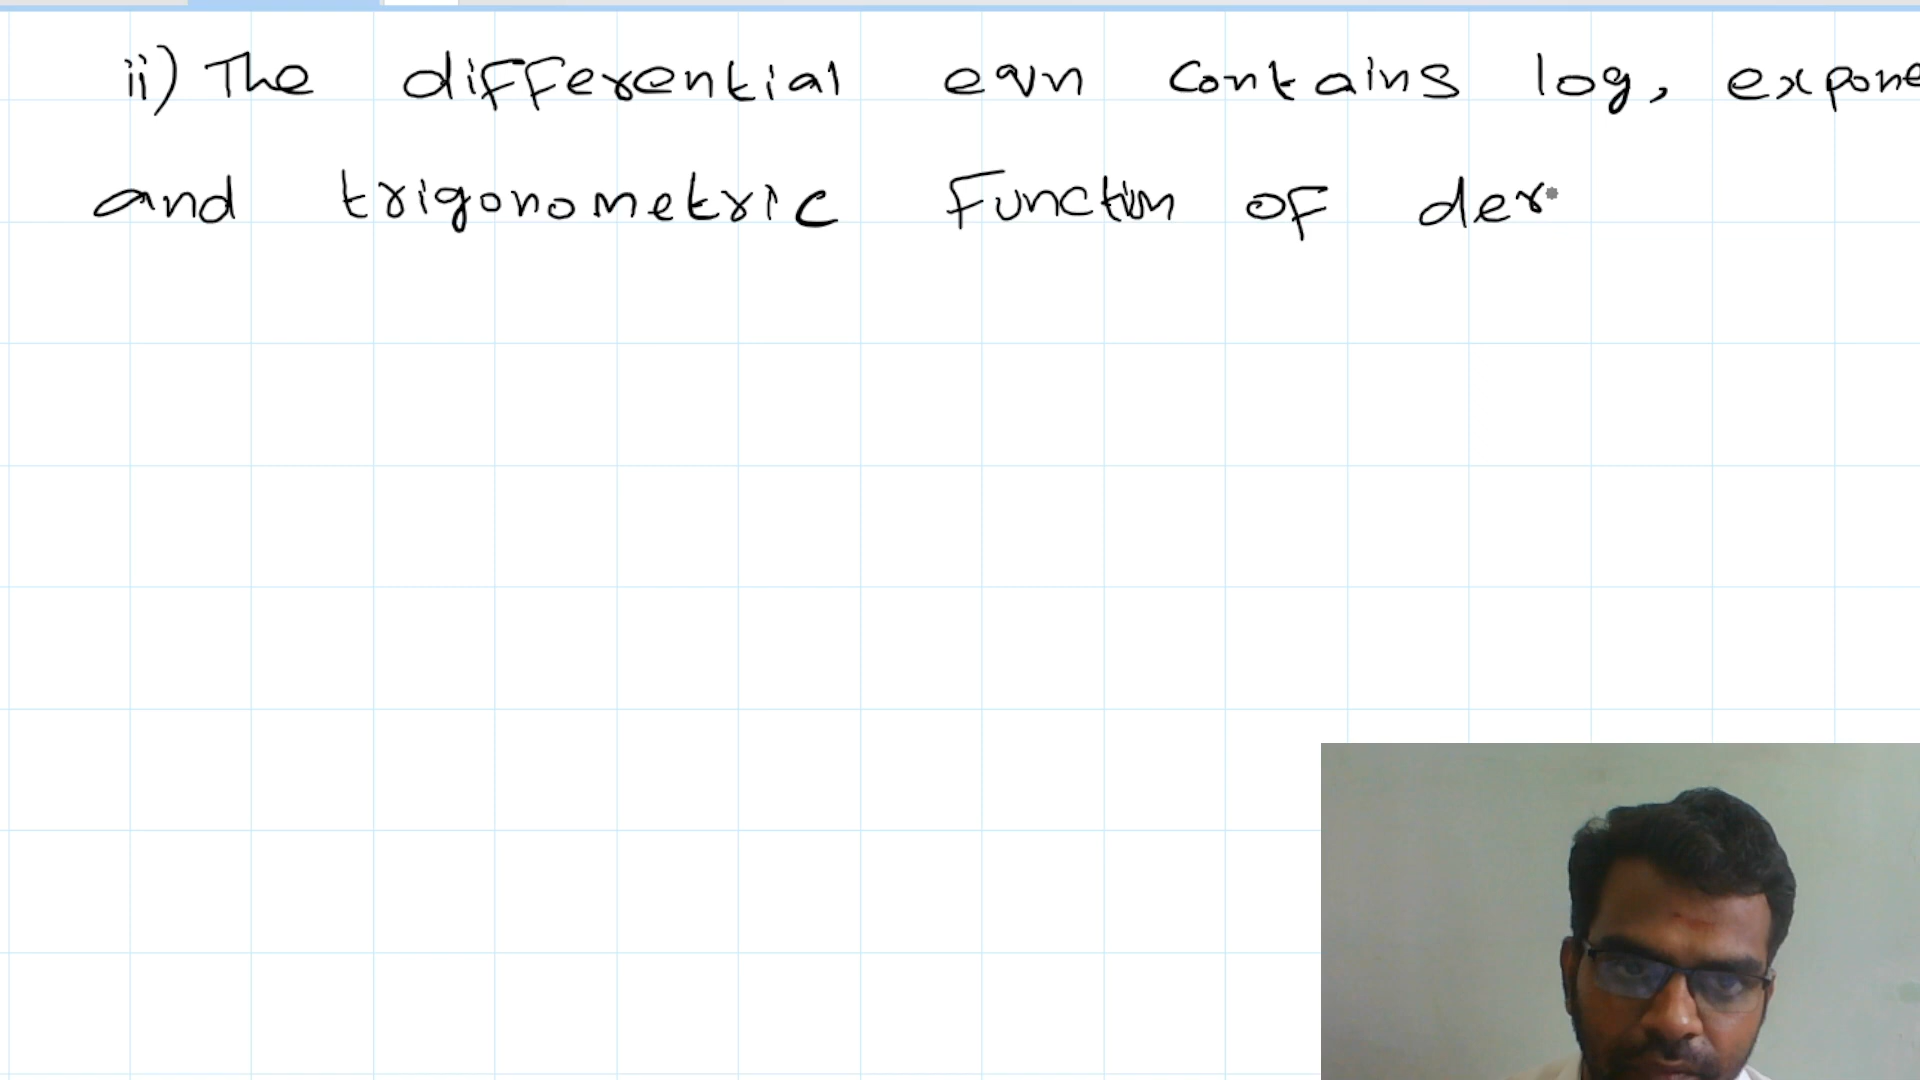 ii) The differential eqn contains log, expone
and trigonometric Function of der